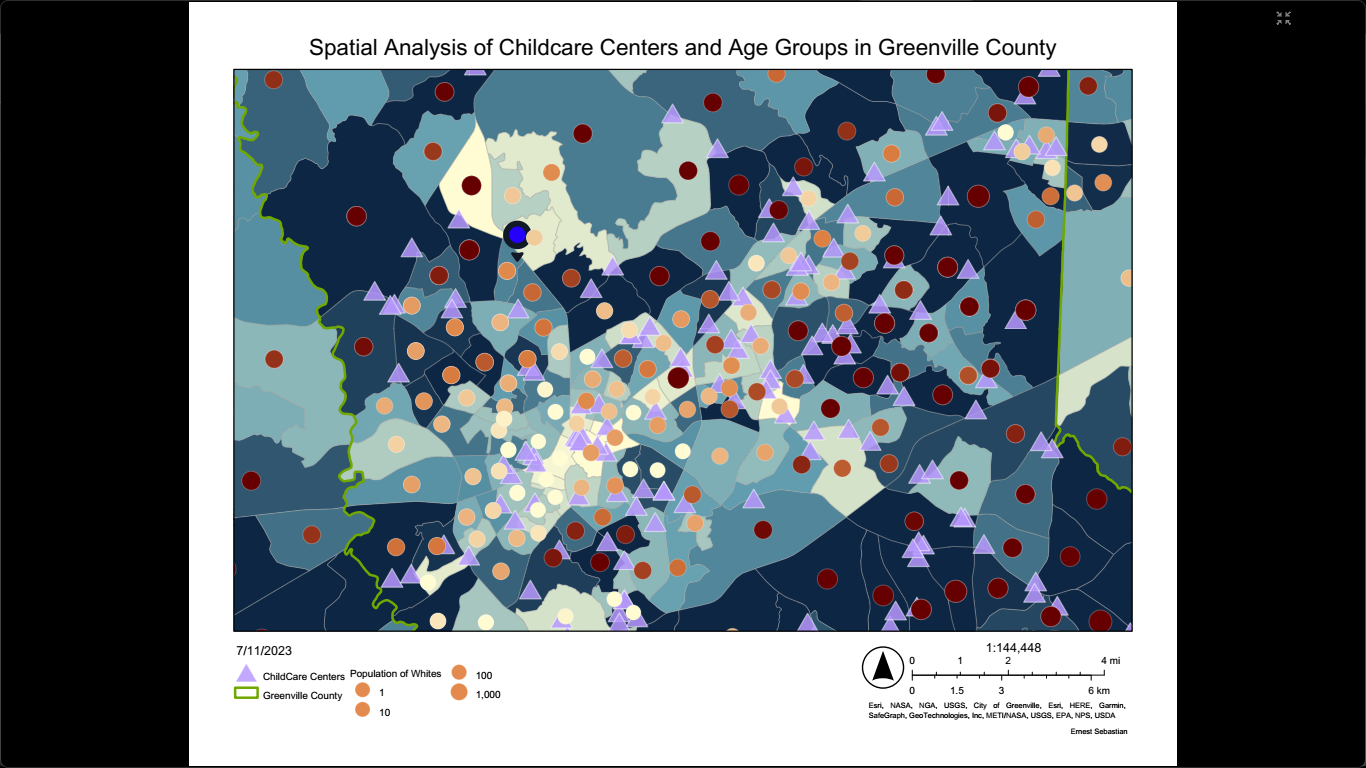 Spatial Analysis of Childcare Centers and Age Groups in Greenville County
7/11/2023
ChildCare Centers
Greenville County
Population of Whites
1
10
100
1,000
1:144,448
0 1 2 4 mi
0 1.5 3 6 km
Esri, NASA, NGA, USGS, City of Greenville, Esri, HERE, Garmin,
SafeGraph, GeoTechnologies, Inc, METI/NASA, USGS, EPA, NPS, USDA
Ernest Sebastian